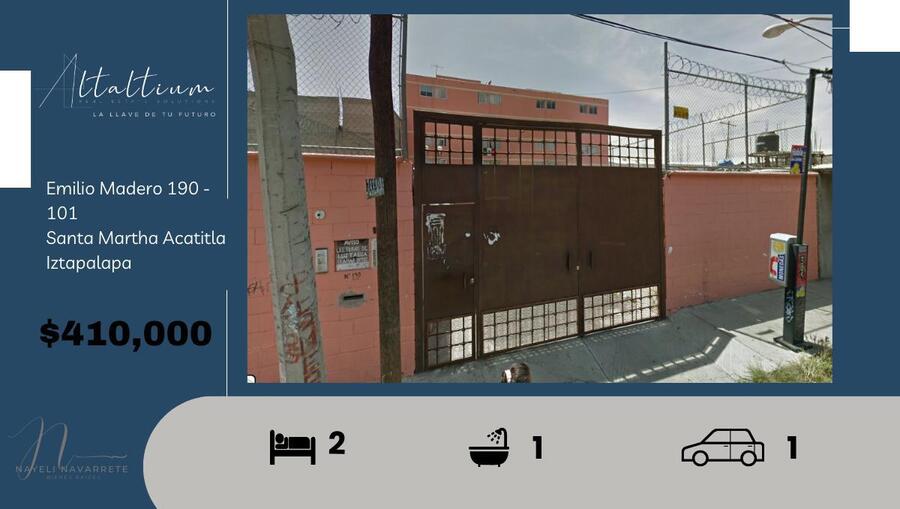 Altaltium
REAL ESTATE SOLUTIONS
LA LLAVE DE TU FUTURO
Emilio Madero 190 -
101
Santa Martha Acatitla
Iztapalapa
$410,000
NAYELI NAVARRETE
BIENES RAICES
2
1
1